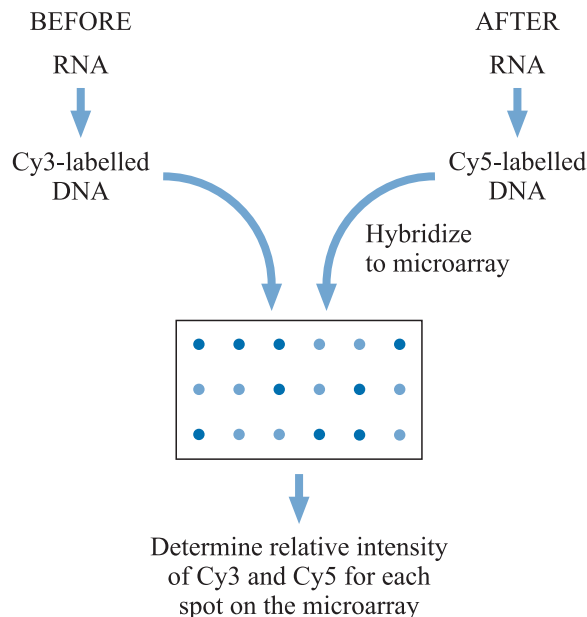 BEFORE
AFTER
RNA
RNA
Cy3-labelled
DNA
Cy5-labelled
DNA
Hybridize
to microarray
Determine relative intensity
of Cy3 and Cy5 for each
spot on the microarray